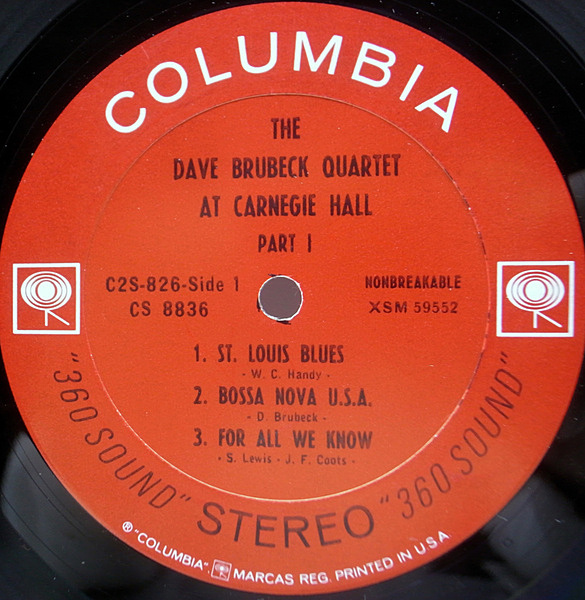 COLUMBIA
THE
DAVE BRUBECK QUARTET
AT CARNEGIE HALL
PART I
C2S-826-Side 1
CS 8836
NONBREAKABLE
XSM 59552
1. ST. LOUIS BLUES
- W. C. Handy -
2. BOSSA NOVA U.S.A.
- D. Brubeck -
3. FOR ALL WE KNOW
- S. Lewis - J. F. Coots -
"360 SOUND" STEREO "360 SOUND"
® "COLUMBIA", MARCAS REG. PRINTED IN U.S.A.